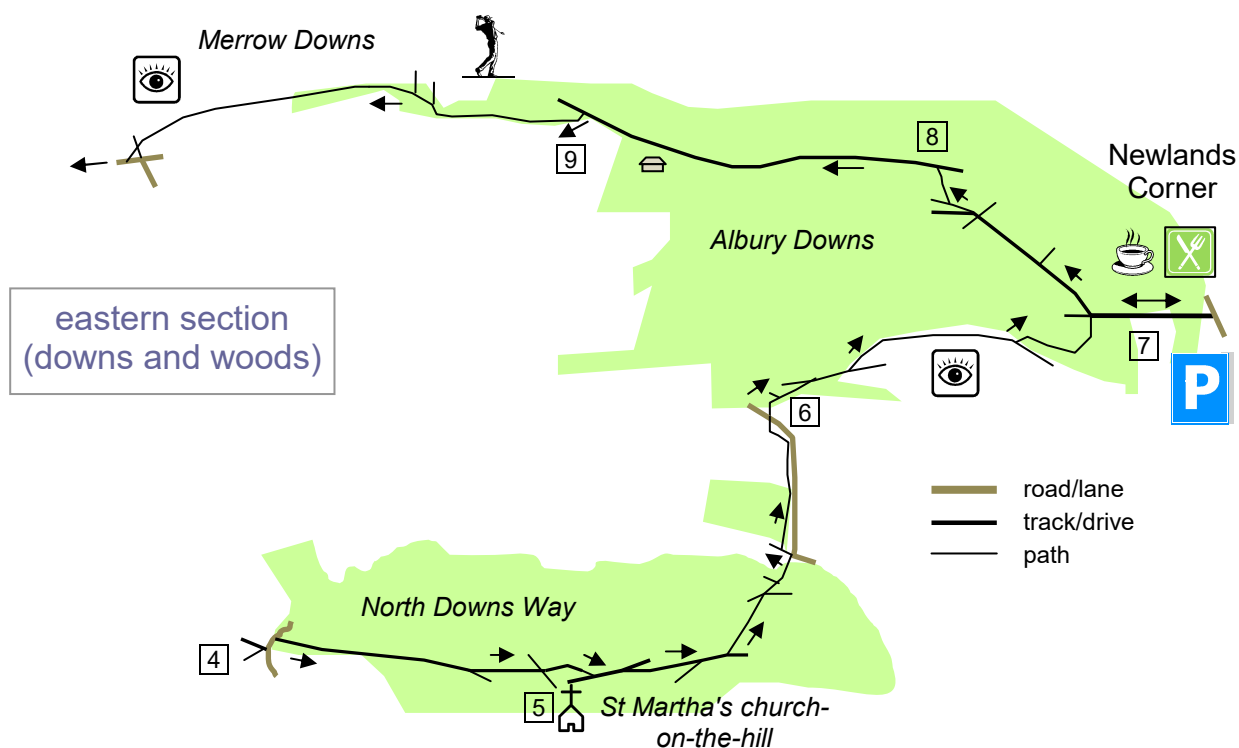 Merrow Downs
8
9
Newlands
Corner
Albury Downs
eastern section
(downs and woods)
7
P
6
road/lane
track/drive
path
North Downs Way
4
5
St Martha's church-
on-the-hill